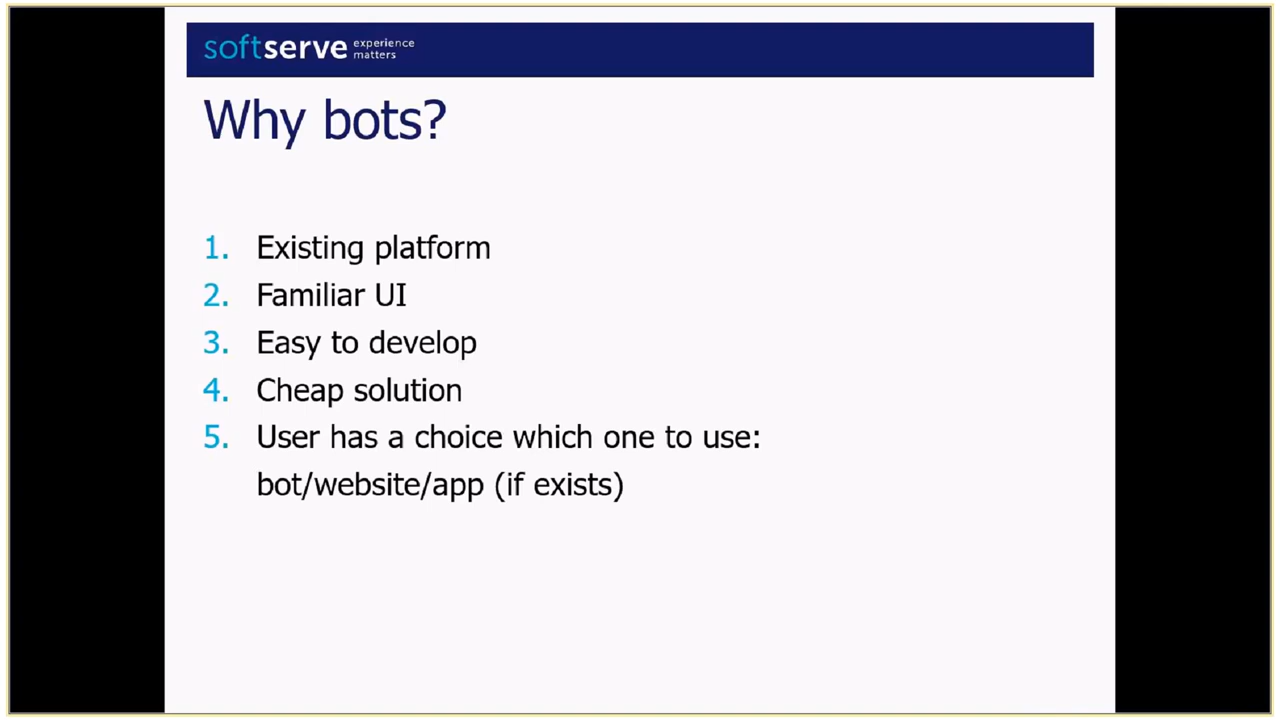 softserve experience
matters
Why bots?
1. Existing platform
2. Familiar UI
3. Easy to develop
4. Cheap solution
5. User has a choice which one to use:
bot/website/app (if exists)